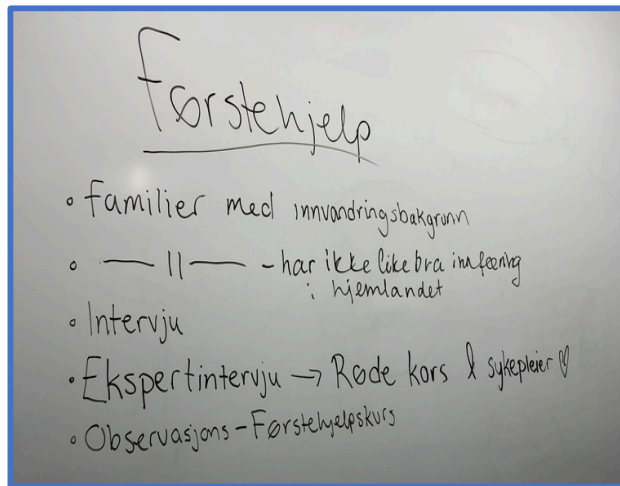 Førstehjelp
• Familier med innvandringsbakgrunn
• —— || —— - har ikke like bra innføring
i hjemlandet
• Intervju
• Ekspertintervju → Røde kors & sykepleier ♡
• Observasjons - Førstehjelpskurs